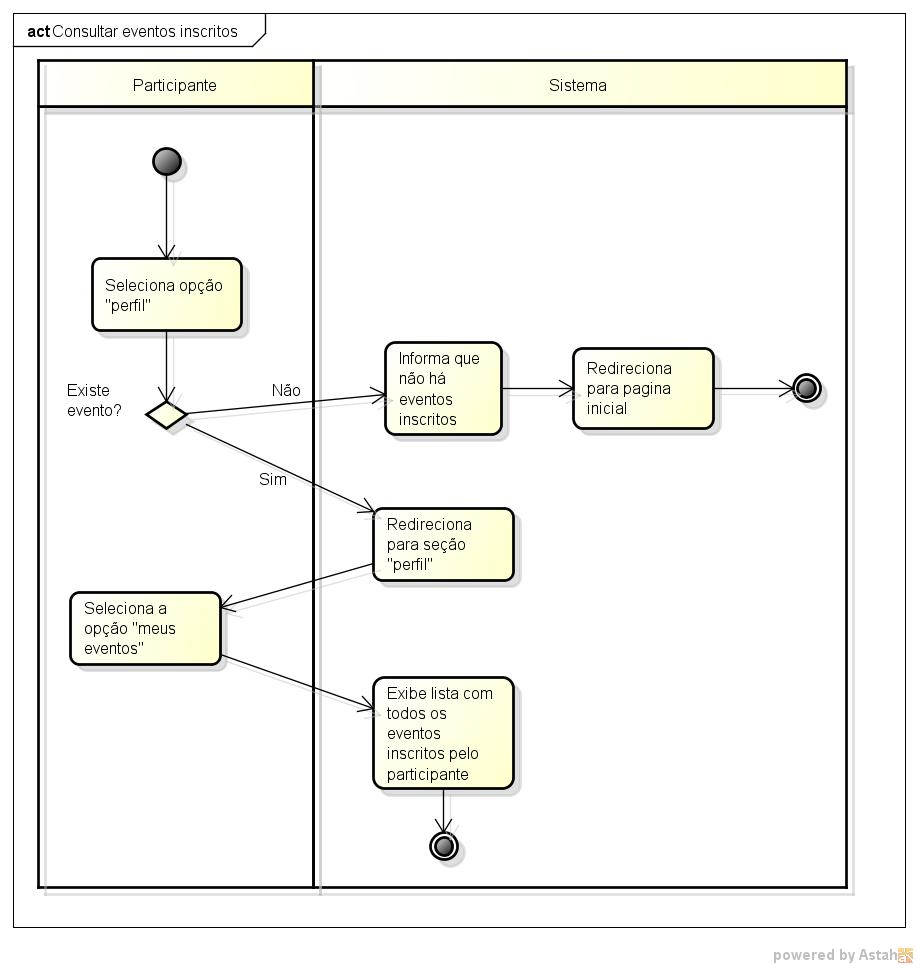 act Consultar eventos inscritos
Participante
Sistema
Seleciona opção
"perfil"
Existe
evento?
Não
Informa que
não há
eventos
inscritos
Redireciona
para pagina
inicial
Sim
Redireciona
para seção
"perfil"
Seleciona a
opção "meus
eventos"
Exibe lista com
todos os
eventos
inscritos pelo
participante
powered by Astah